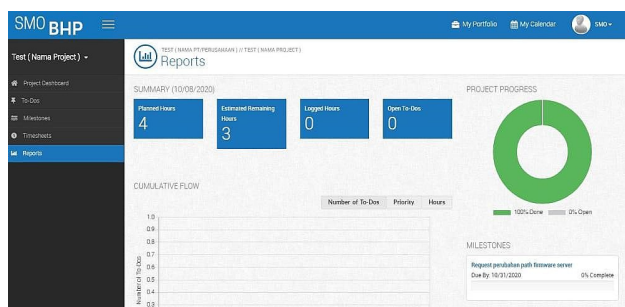 SMO BHP
My Portfolio My Calendar SMO
Test ( Nama Project )
Project Dashboard
To-Dos
Milestones
Timesheets
Reports
TEST ( NAMA PT/PERUSAHAAN ) // TEST ( NAMA PROJECT )
Reports
SUMMARY (10/08/2020)
Planned Hours
4
Estimated Remaining
Hours
3
Logged Hours
0
Open To-Dos
0
PROJECT PROGRESS
100% Done 0% Open
CUMULATIVE FLOW
Number of To-Dos Priority Hours
Number of To-Dos
1.0
0.9
0.8
0.7
0.6
0.5
0.4
0.3
MILESTONES
Request perubahan path firmware server
Due By: 10/31/2020 0% Complete